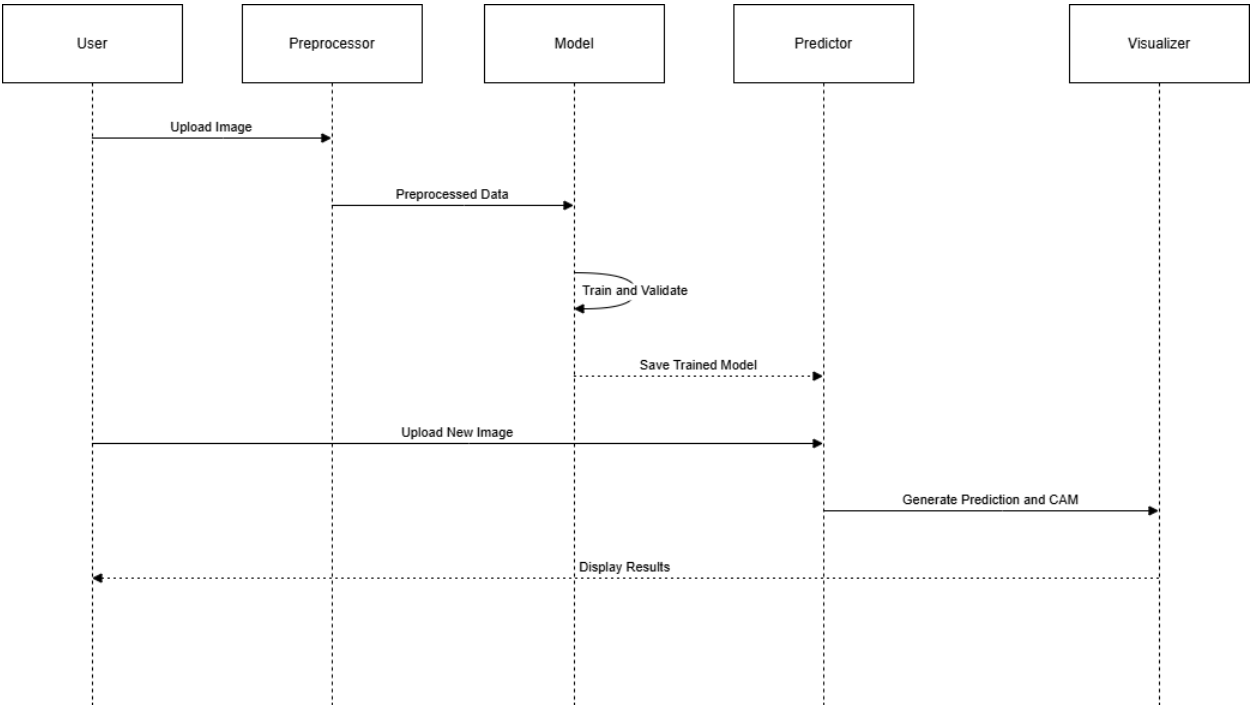 User
Preprocessor
Model
Predictor
Visualizer
Upload Image
Preprocessed Data
Train and Validate
Save Trained Model
Upload New Image
Generate Prediction and CAM
Display Results